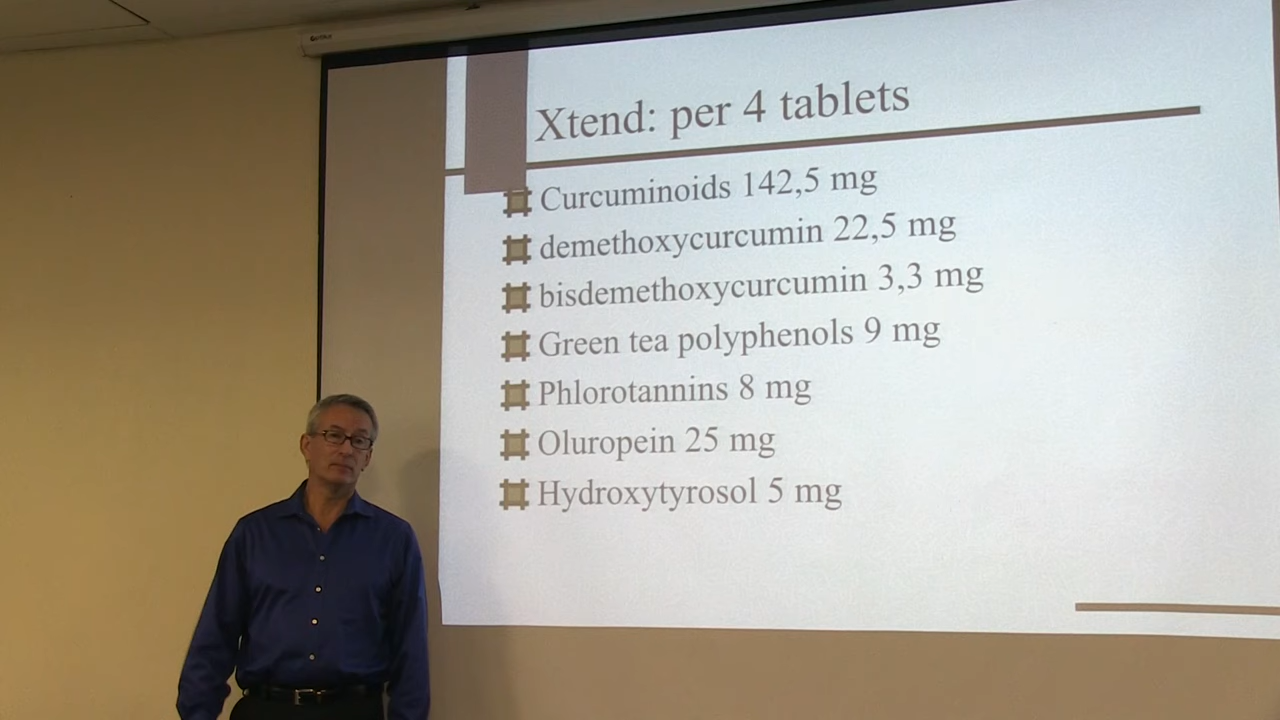 Xtend: per 4 tablets
Curcuminoids 142,5 mg
demethoxycurcumin 22,5 mg
bisdemethoxycurcumin 3,3 mg
Green tea polyphenols 9 mg
Phlorotannins 8 mg
Oluropein 25 mg
Hydroxytyrosol 5 mg